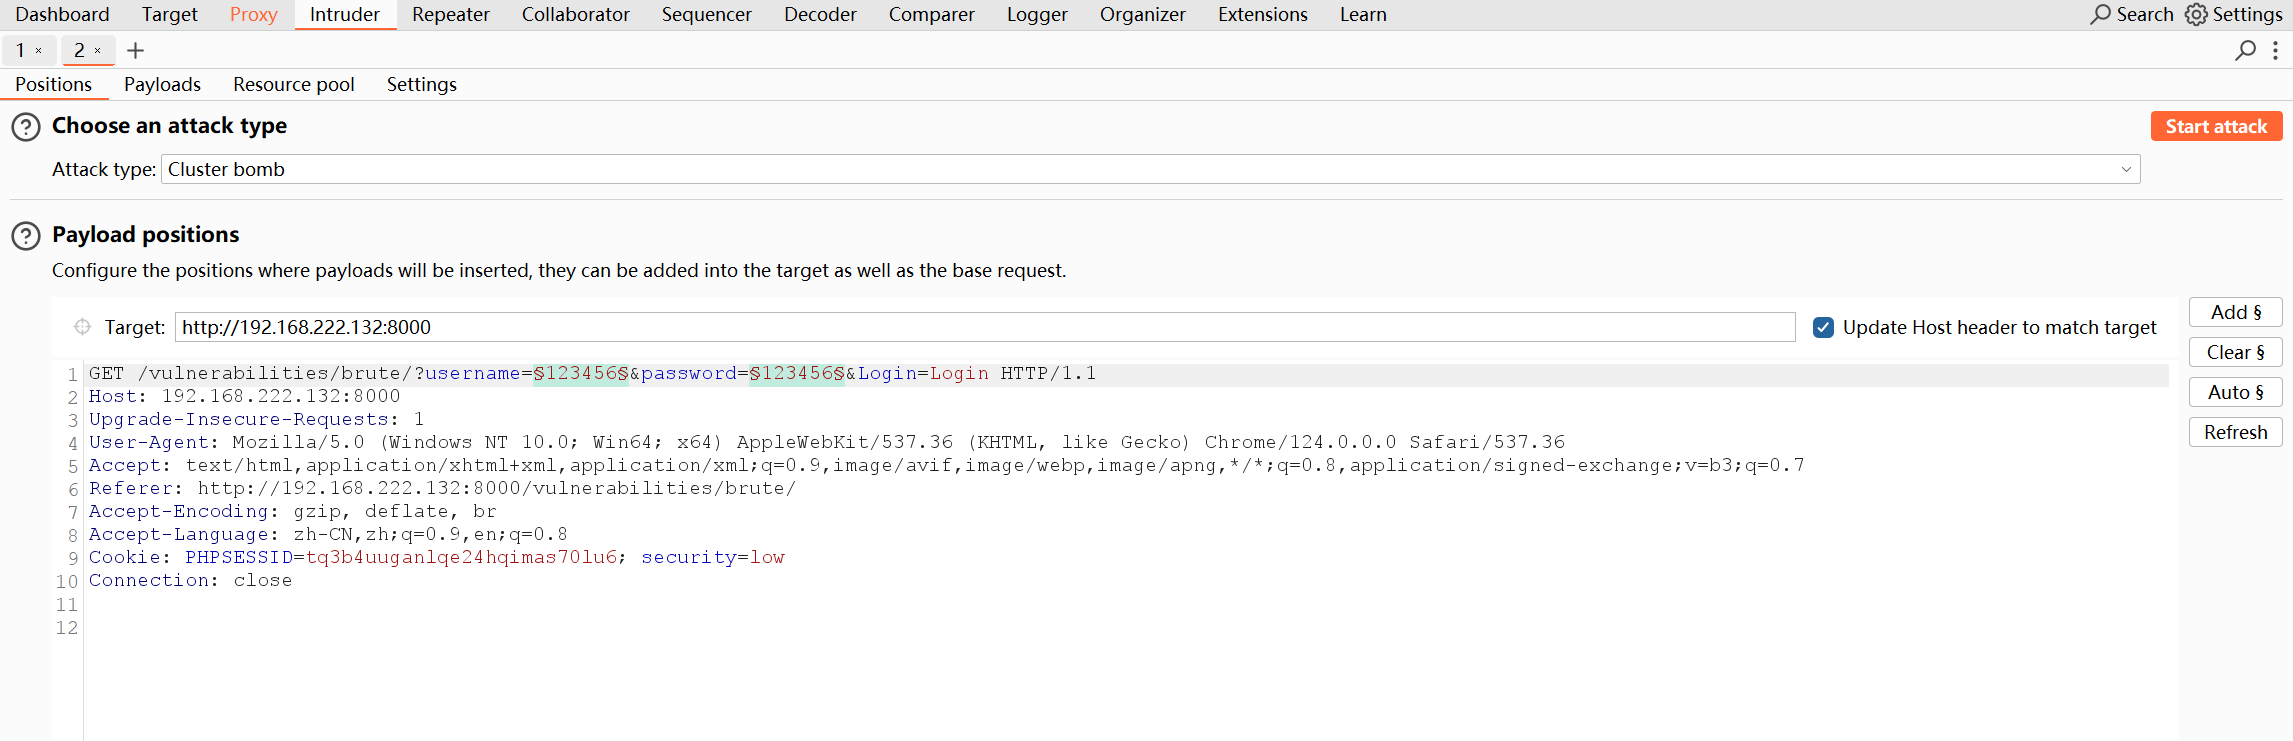 Dashboard Target Proxy Intruder Repeater Collaborator Sequencer Decoder Comparer Logger Organizer Extensions Learn Search Settings
1 × 2 × +
Positions Payloads Resource pool Settings
? Choose an attack type Start attack
Attack type: Cluster bomb
? Payload positions
Configure the positions where payloads will be inserted, they can be added into the target as well as the base request.
Target: http://192.168.222.132:8000 Update Host header to match target
Add §
Clear §
Auto §
Refresh
1 GET /vulnerabilities/brute/?username=§123456§&password=§123456§&Login=Login HTTP/1.1
2 Host: 192.168.222.132:8000
3 Upgrade-Insecure-Requests: 1
4 User-Agent: Mozilla/5.0 (Windows NT 10.0; Win64; x64) AppleWebKit/537.36 (KHTML, like Gecko) Chrome/124.0.0.0 Safari/537.36
5 Accept: text/html,application/xhtml+xml,application/xml;q=0.9,image/avif,image/webp,image/apng,*/*;q=0.8,application/signed-exchange;v=b3;q=0.7
6 Referer: http://192.168.222.132:8000/vulnerabilities/brute/
7 Accept-Encoding: gzip, deflate, br
8 Accept-Language: zh-CN,zh;q=0.9,en;q=0.8
9 Cookie: PHPSESSID=tq3b4uuganlqe24hqimas70lu6; security=low
10 Connection: close
11
12